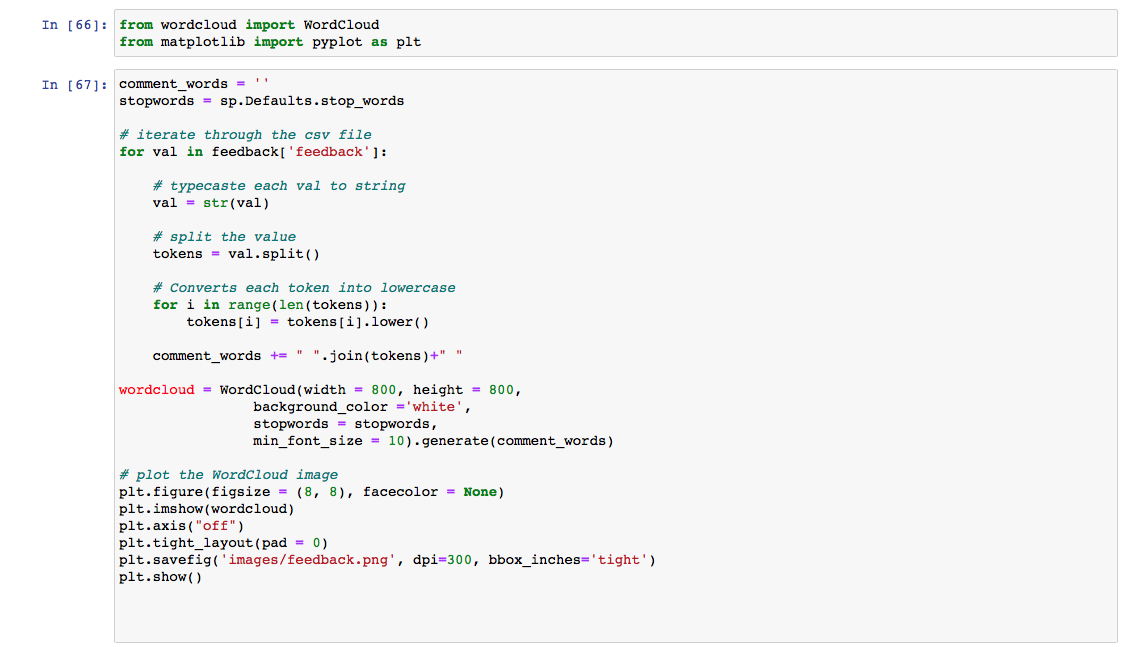 In [66]:
from wordcloud import WordCloud
from matplotlib import pyplot as plt
In [67]:
comment_words = ''
stopwords = sp.Defaults.stop_words
# iterate through the csv file
for val in feedback['feedback']:
    # typecaste each val to string
    val = str(val)
    # split the value
    tokens = val.split()
    # Converts each token into lowercase
    for i in range(len(tokens)):
        tokens[i] = tokens[i].lower()
    comment_words += " ".join(tokens)+" "
wordcloud = WordCloud(width = 800, height = 800,
                background_color ='white',
                stopwords = stopwords,
                min_font_size = 10).generate(comment_words)
# plot the WordCloud image
plt.figure(figsize = (8, 8), facecolor = None)
plt.imshow(wordcloud)
plt.axis("off")
plt.tight_layout(pad = 0)
plt.savefig('images/feedback.png', dpi=300, bbox_inches='tight')
plt.show()